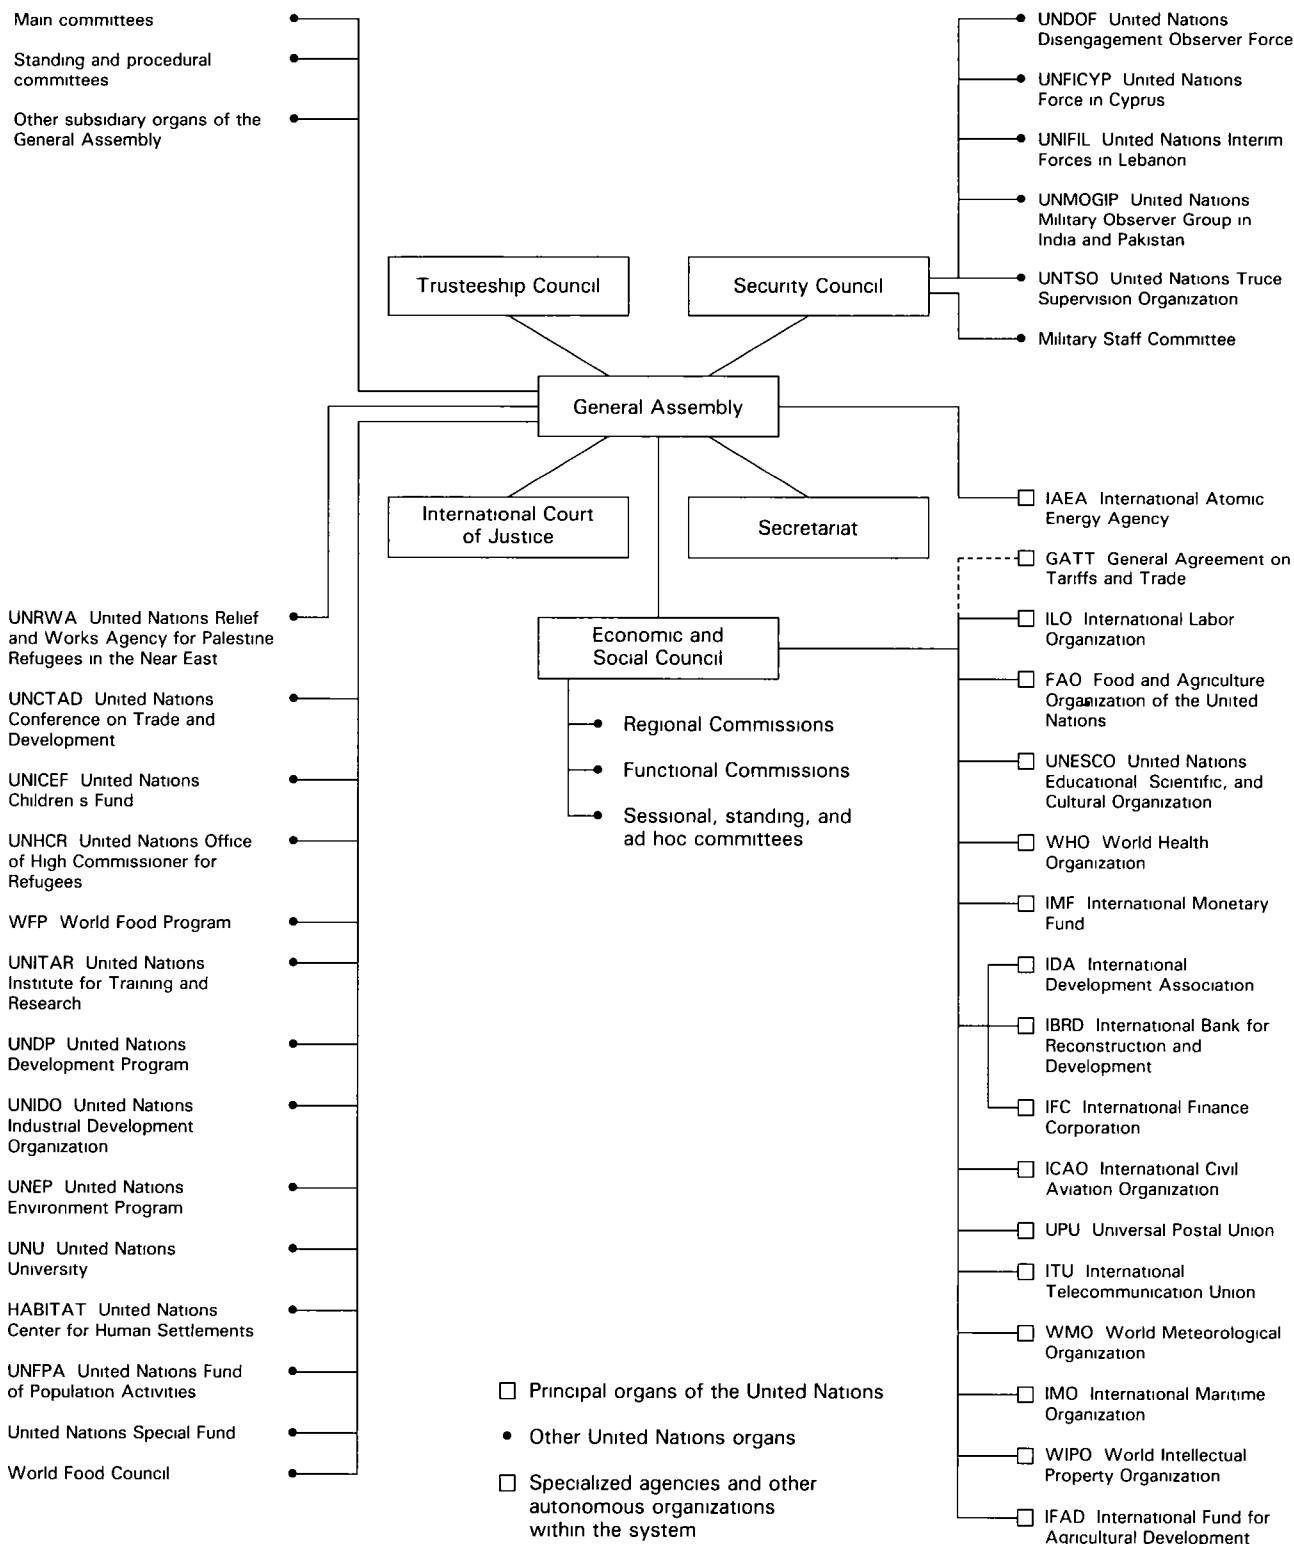 Main committees
Standing and procedural
committees
Other subsidiary organs of the
General Assembly
UNDOF United Nations
Disengagement Observer Force
UNFICYP United Nations
Force in Cyprus
UNIFIL United Nations Interim
Forces in Lebanon
UNMOGIP United Nations
Military Observer Group in
India and Pakistan
UNTSO United Nations Truce
Supervision Organization
Military Staff Committee
Trusteeship Council
Security Council
General Assembly
International Court
of Justice
Secretariat
Economic and
Social Council
Regional Commissions
Functional Commissions
Sessional, standing, and
ad hoc committees
UNRWA United Nations Relief
and Works Agency for Palestine
Refugees in the Near East
UNCTAD United Nations
Conference on Trade and
Development
UNICEF United Nations
Children s Fund
UNHCR United Nations Office
of High Commissioner for
Refugees
WFP World Food Program
UNITAR United Nations
Institute for Training and
Research
UNDP United Nations
Development Program
UNIDO United Nations
Industrial Development
Organization
UNEP United Nations
Environment Program
UNU United Nations
University
HABITAT United Nations
Center for Human Settlements
UNFPA United Nations Fund
of Population Activities
United Nations Special Fund
World Food Council
IAEA International Atomic
Energy Agency
GATT General Agreement on
Tariffs and Trade
ILO International Labor
Organization
FAO Food and Agriculture
Organization of the United
Nations
UNESCO United Nations
Educational Scientific, and
Cultural Organization
WHO World Health
Organization
IMF International Monetary
Fund
IDA International
Development Association
IBRD International Bank for
Reconstruction and
Development
IFC International Finance
Corporation
ICAO International Civil
Aviation Organization
UPU Universal Postal Union
ITU International
Telecommunication Union
WMO World Meteorological
Organization
IMO International Maritime
Organization
WIPO World Intellectual
Property Organization
IFAD International Fund for
Agricultural Development
Principal organs of the United Nations
Other United Nations organs
Specialized agencies and other
autonomous organizations
within the system